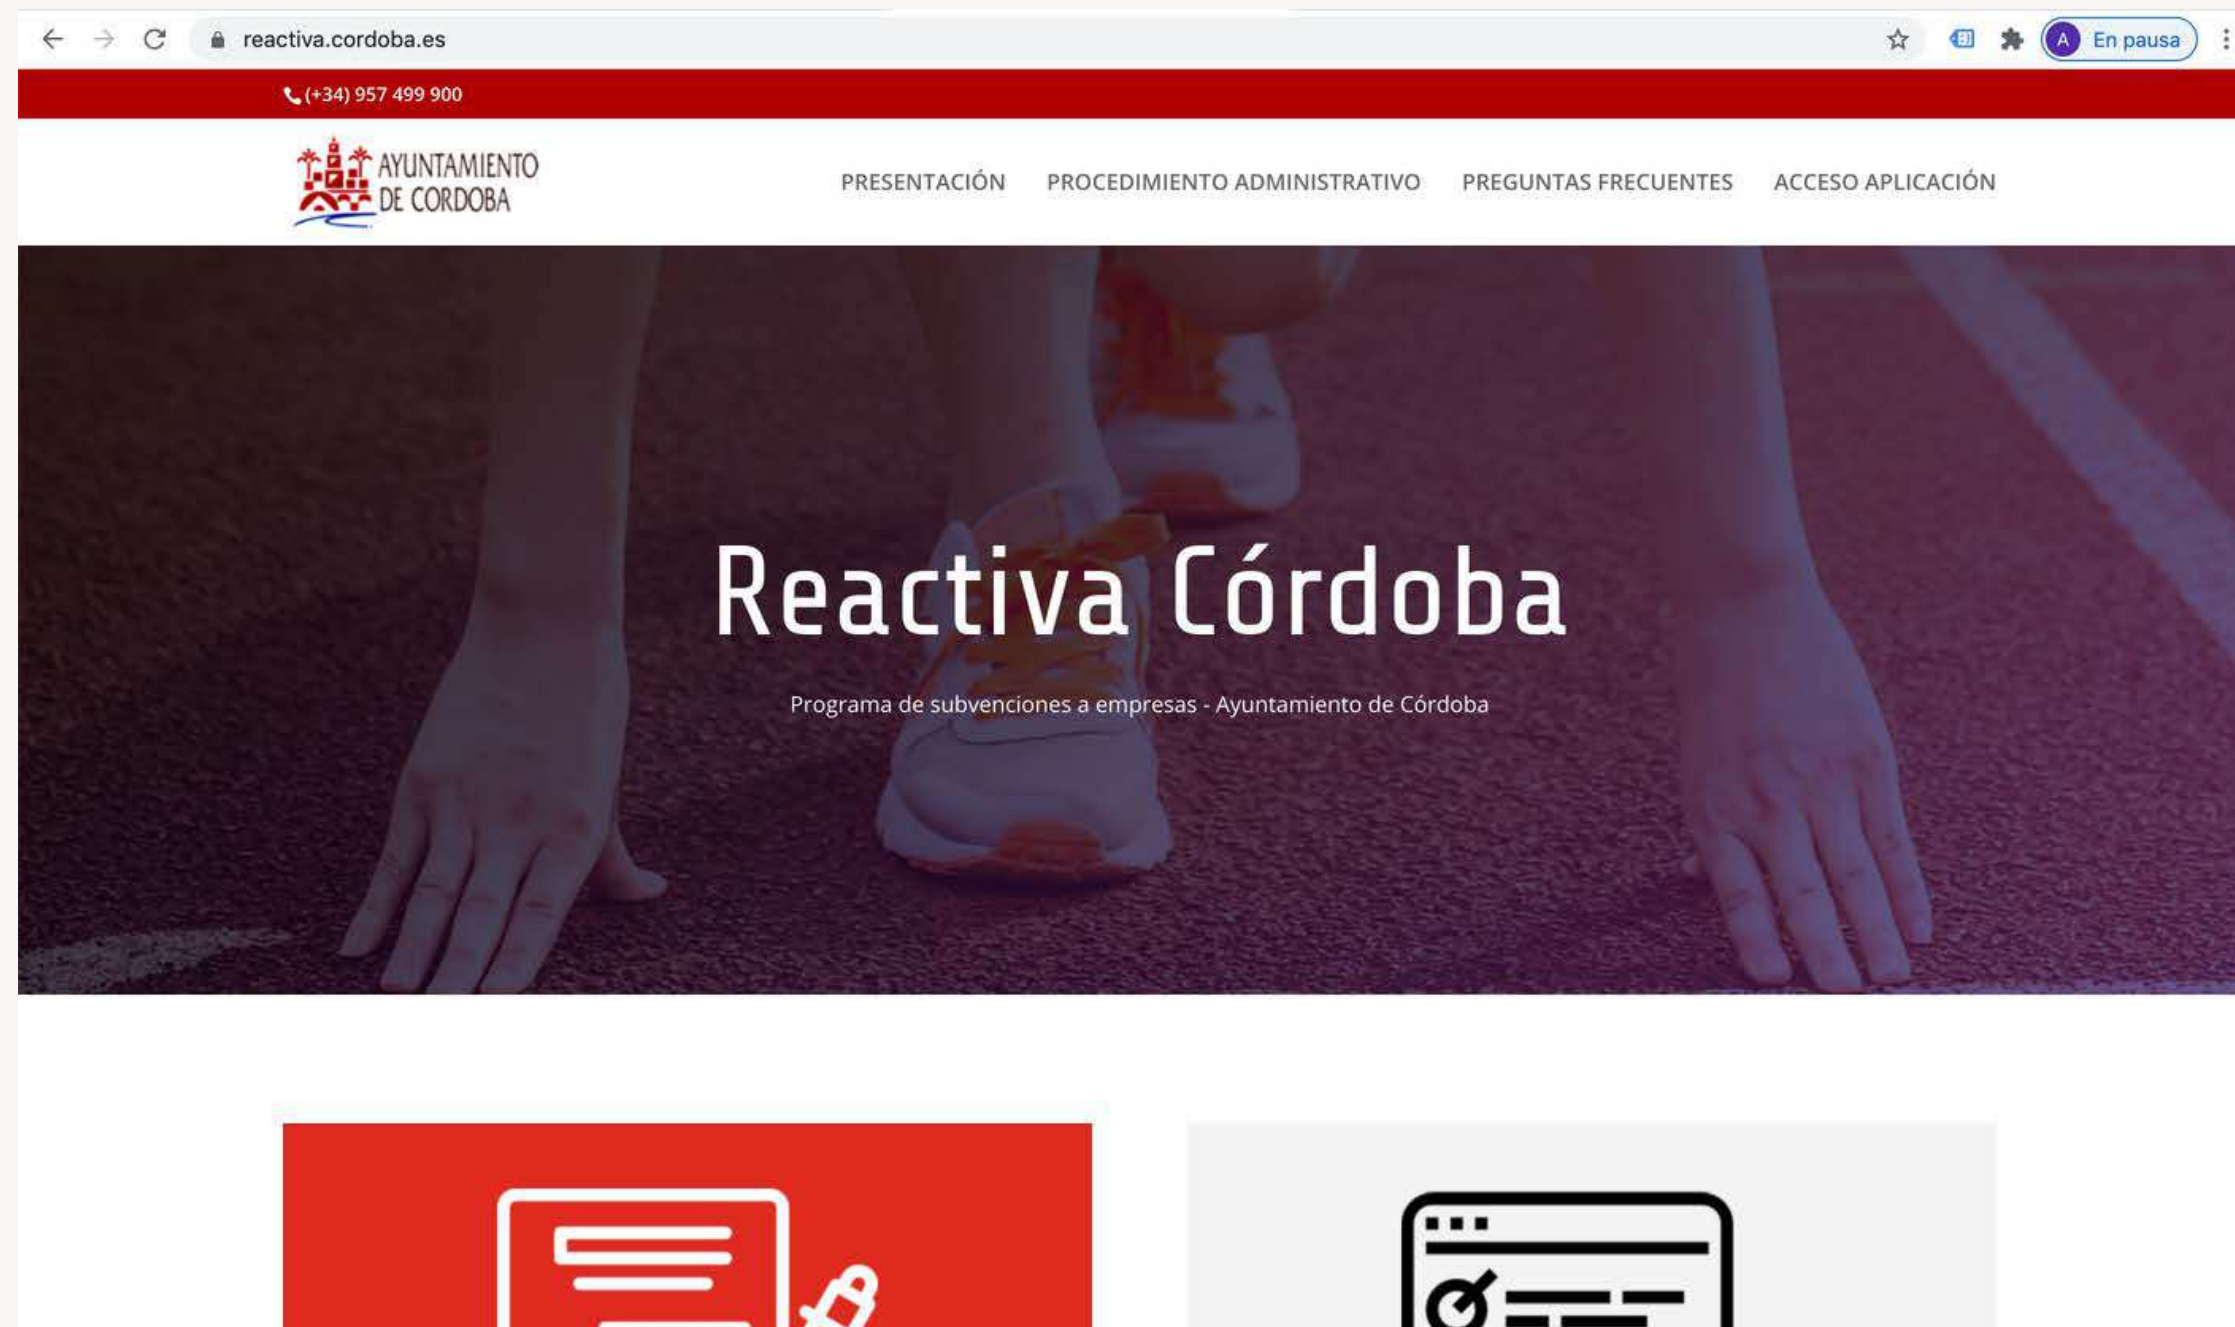 reactiva.cordoba.es
A En pausa
(+34) 957 499 900
AYUNTAMIENTO
DE CORDOBA
PRESENTACIÓN PROCEDIMIENTO ADMINISTRATIVO PREGUNTAS FRECUENTES ACCESO APLICACIÓN
Reactiva Córdoba
Programa de subvenciones a empresas - Ayuntamiento de Córdoba